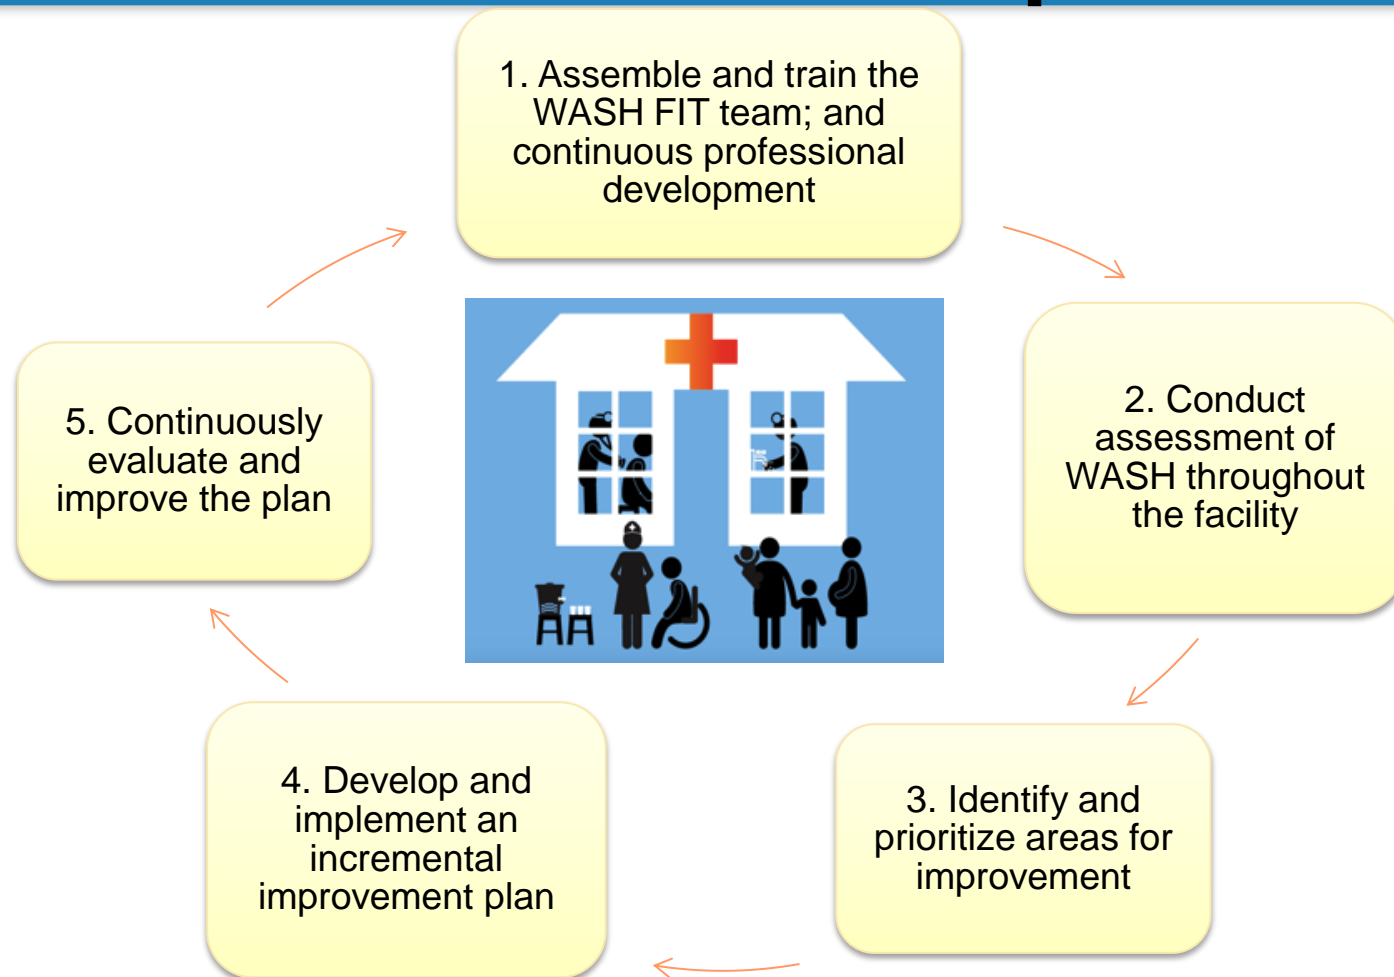 1. Assemble and train the
WASH FIT team; and
continuous professional
development
2. Conduct
assessment of
WASH throughout
the facility
3. Identify and
prioritize areas for
improvement
4. Develop and
implement an
incremental
improvement plan
5. Continuously
evaluate and
improve the plan